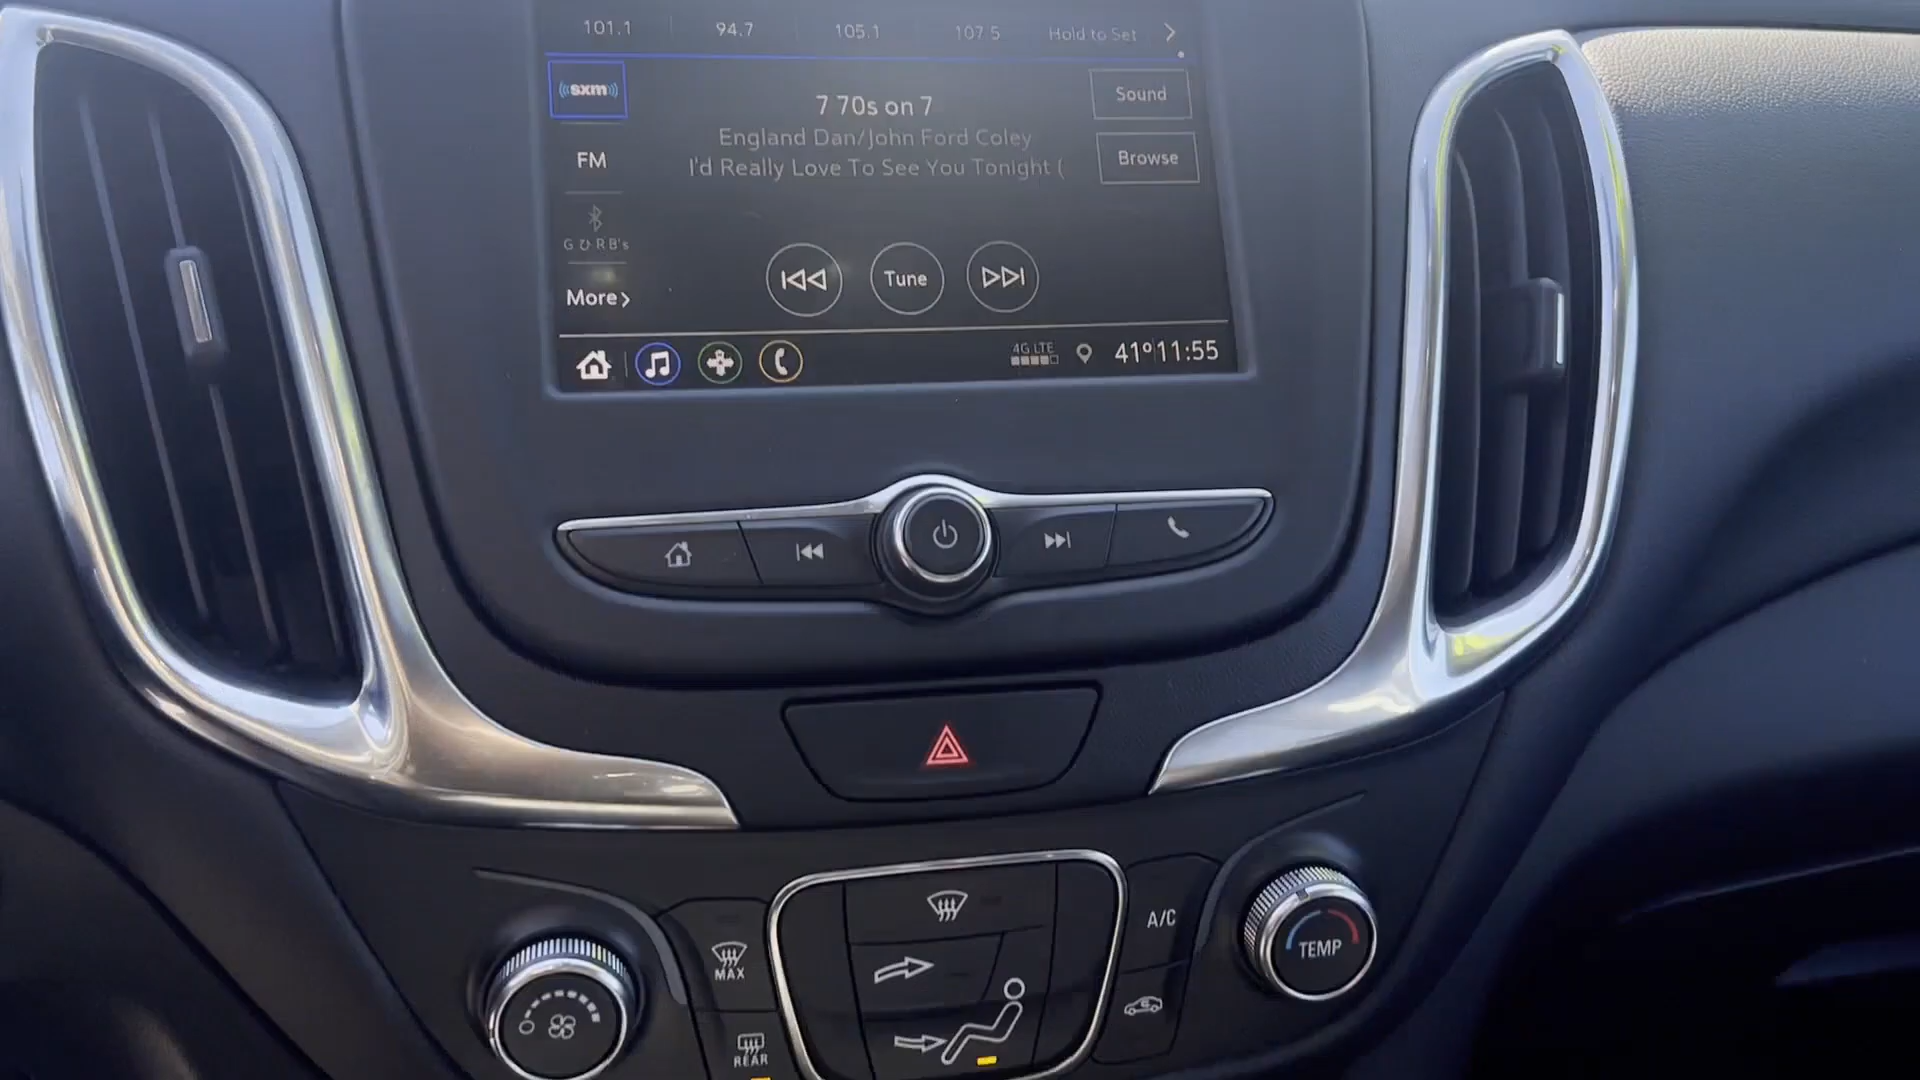 101.1 94.7 105.1 107.5 Hold to Set
sxm
7 70s on 7
Sound
England Dan/John Ford Coley
FM
Browse
I'd Really Love To See You Tonight (
Tune
More
4G LTE
41° 11:55
A/C
MAX
TEMP
REAR